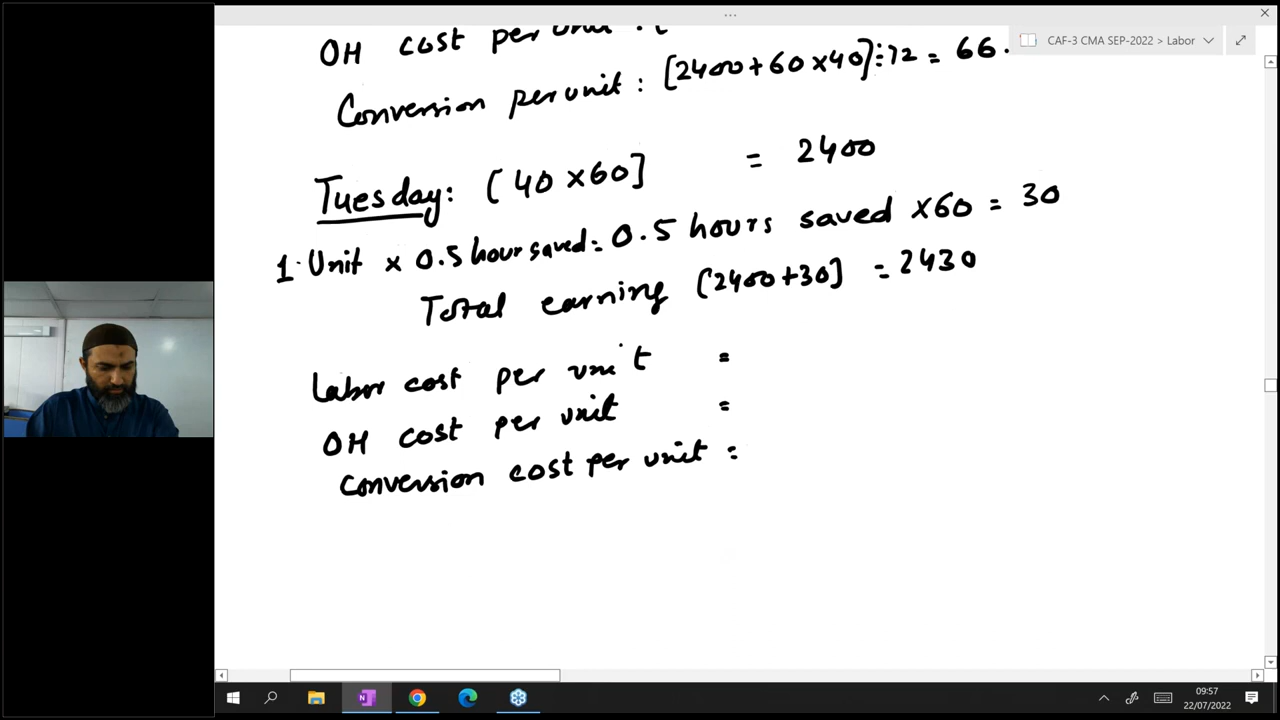 CAF-3 CMA SEP-2022 > Labor
OH cost per unit : [
Conversion per unit : [2400+60×40]÷72 = 66.
Tuesday: [40×60] = 2400
1 Unit × 0.5 hour saved = 0.5 hours saved ×60 = 30
Total earning [2400+30] = 2430
Labor cost per unit =
OH cost per unit =
conversion cost per unit =
09:57
22/07/2022